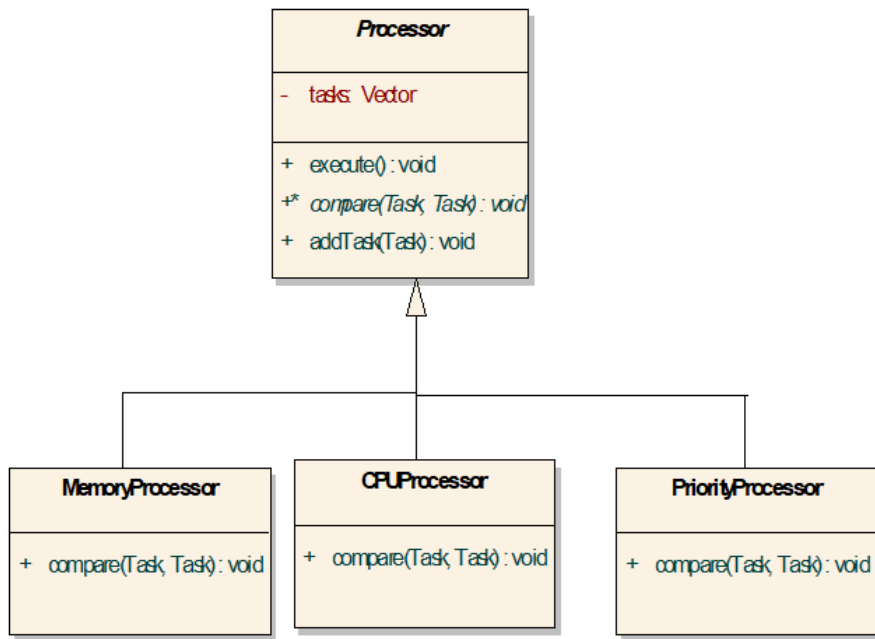 Processor
- tasks: Vector
+ execute() : void
+* compare(Task, Task) : void
+ addTask(Task) : void
MemoryProcessor
+ compare(Task, Task) : void
CPUProcessor
+ compare(Task, Task) : void
PriorityProcessor
+ compare(Task, Task) : void